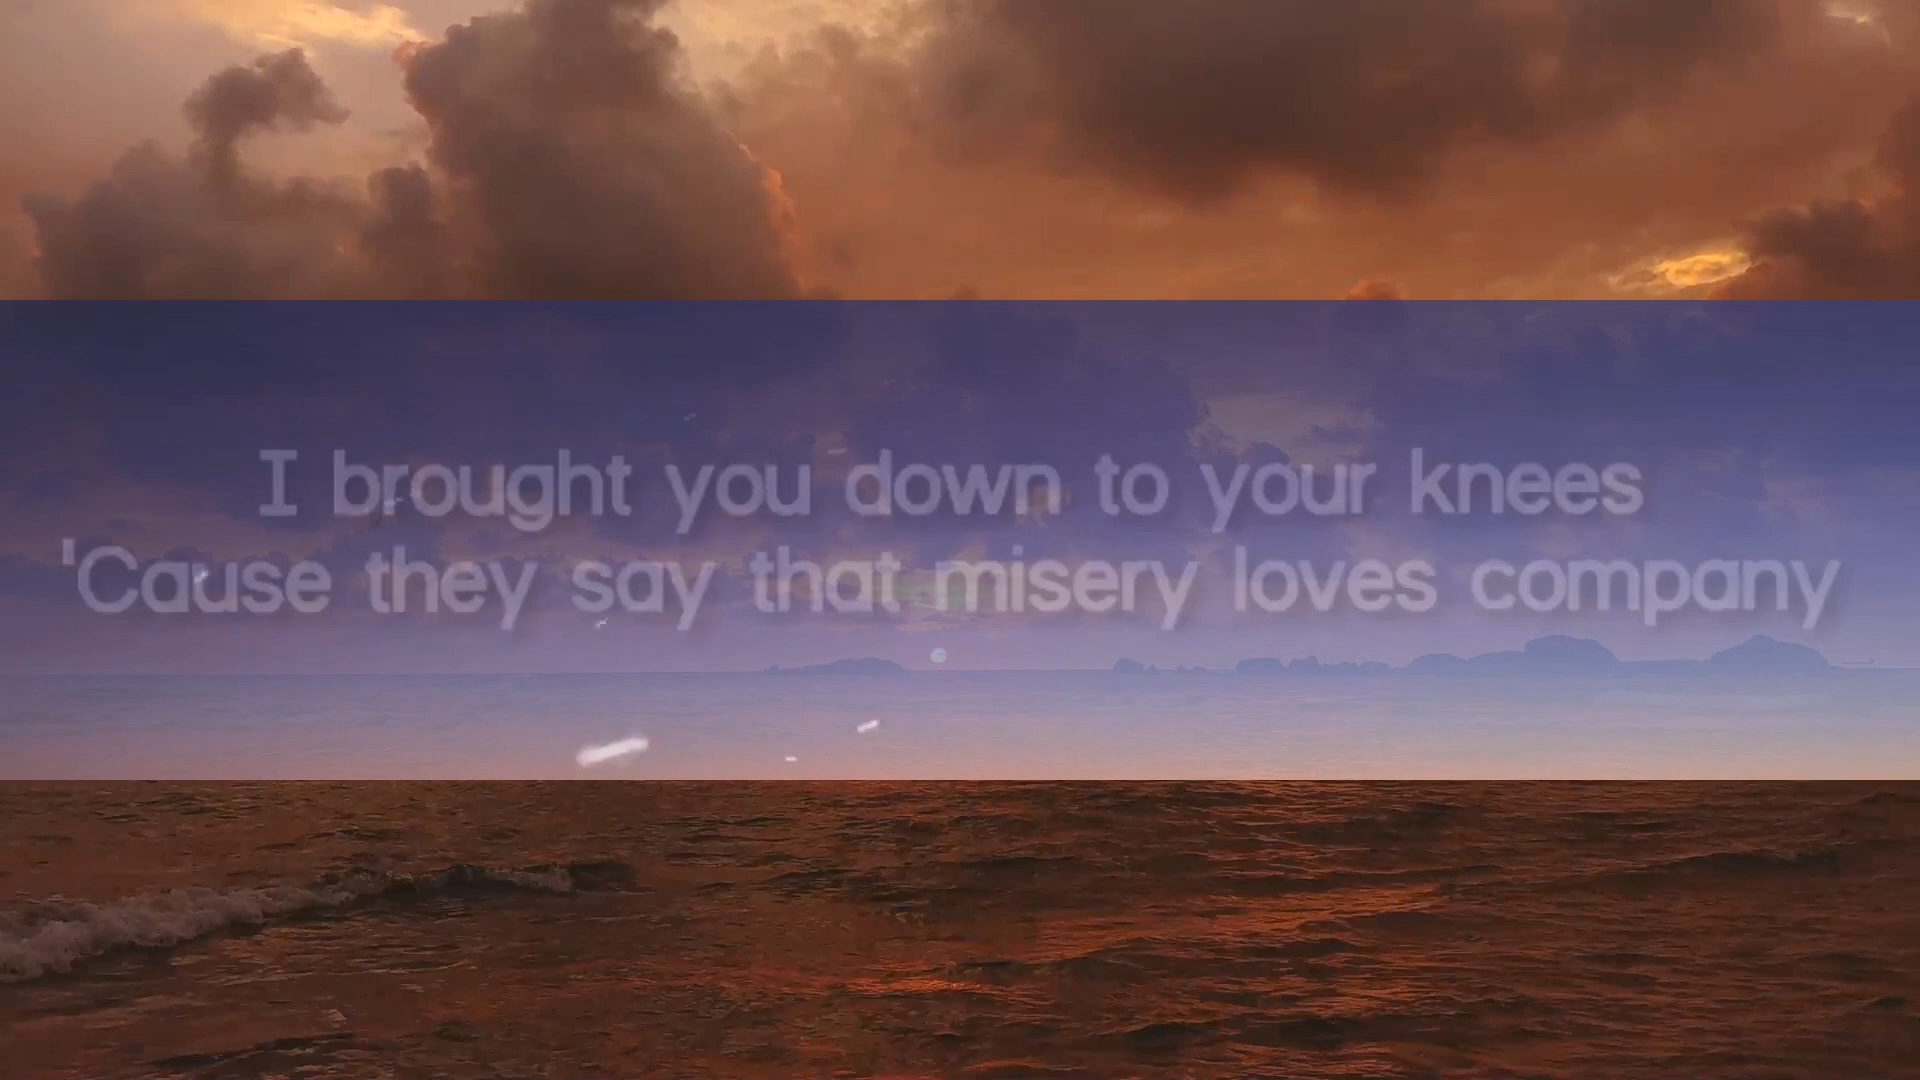 I brought you down to your knees
'Cause they say that misery loves company